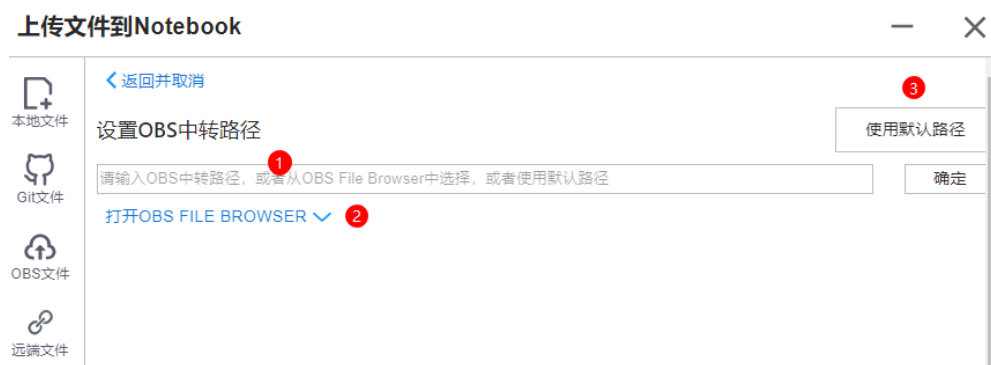 上传文件到Notebook
本地文件
Git文件
OBS文件
远端文件
返回并取消
3
设置OBS中转路径
使用默认路径
1
请输入OBS中转路径，或者从OBS File Browser中选择，或者使用默认路径
确定
打开OBS FILE BROWSER
2